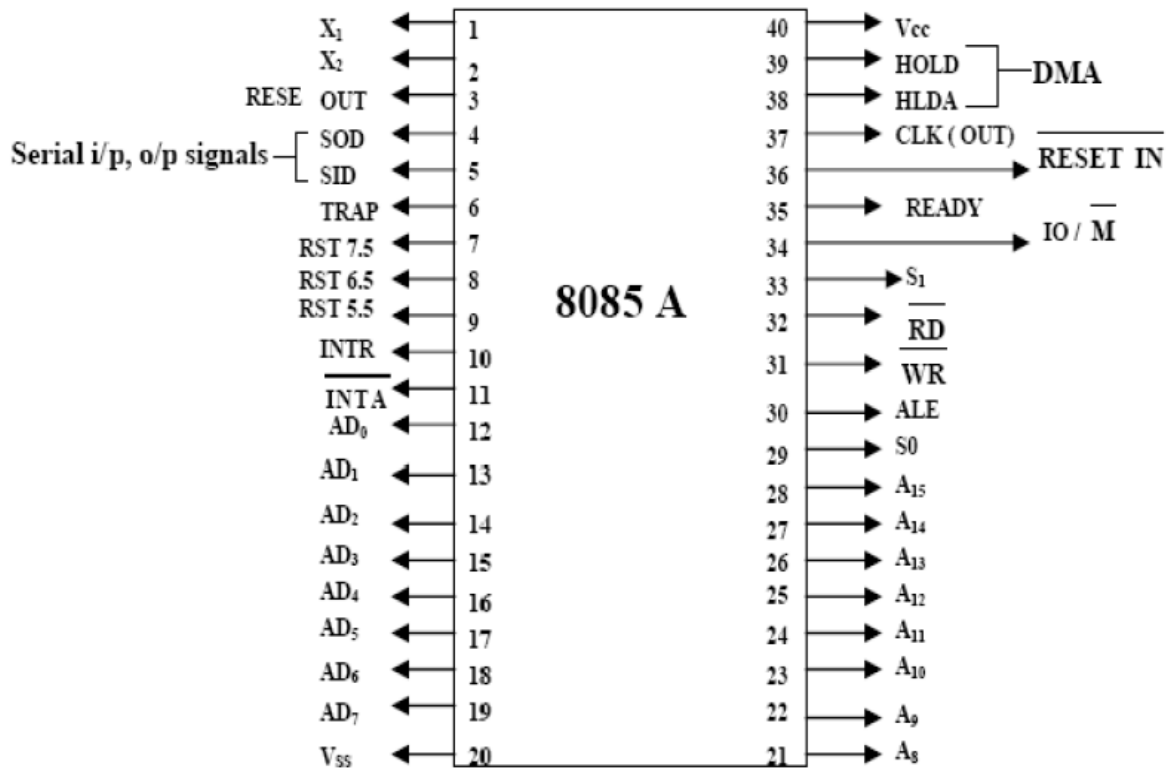 X₁ 1 40 Vcc
X₂ 2 39 HOLD
DMA
RESE OUT 3 38 HLDA
SOD 4 37 CLK ( OUT)
Serial i/p, o/p signals
SID 5 36 RESET IN
TRAP 6 35 READY
RST 7.5 7 34 IO / M
RST 6.5 8 33 S₁
8085 A
RST 5.5 9 32 RD
INTR 10 31 WR
INTA 11 30 ALE
AD₀ 12 29 S0
AD₁ 13 28 A₁₅
AD₂ 14 27 A₁₄
AD₃ 15 26 A₁₃
AD₄ 16 25 A₁₂
AD₅ 17 24 A₁₁
AD₆ 18 23 A₁₀
AD₇ 19 22 A₉
Vss 20 21 A₈